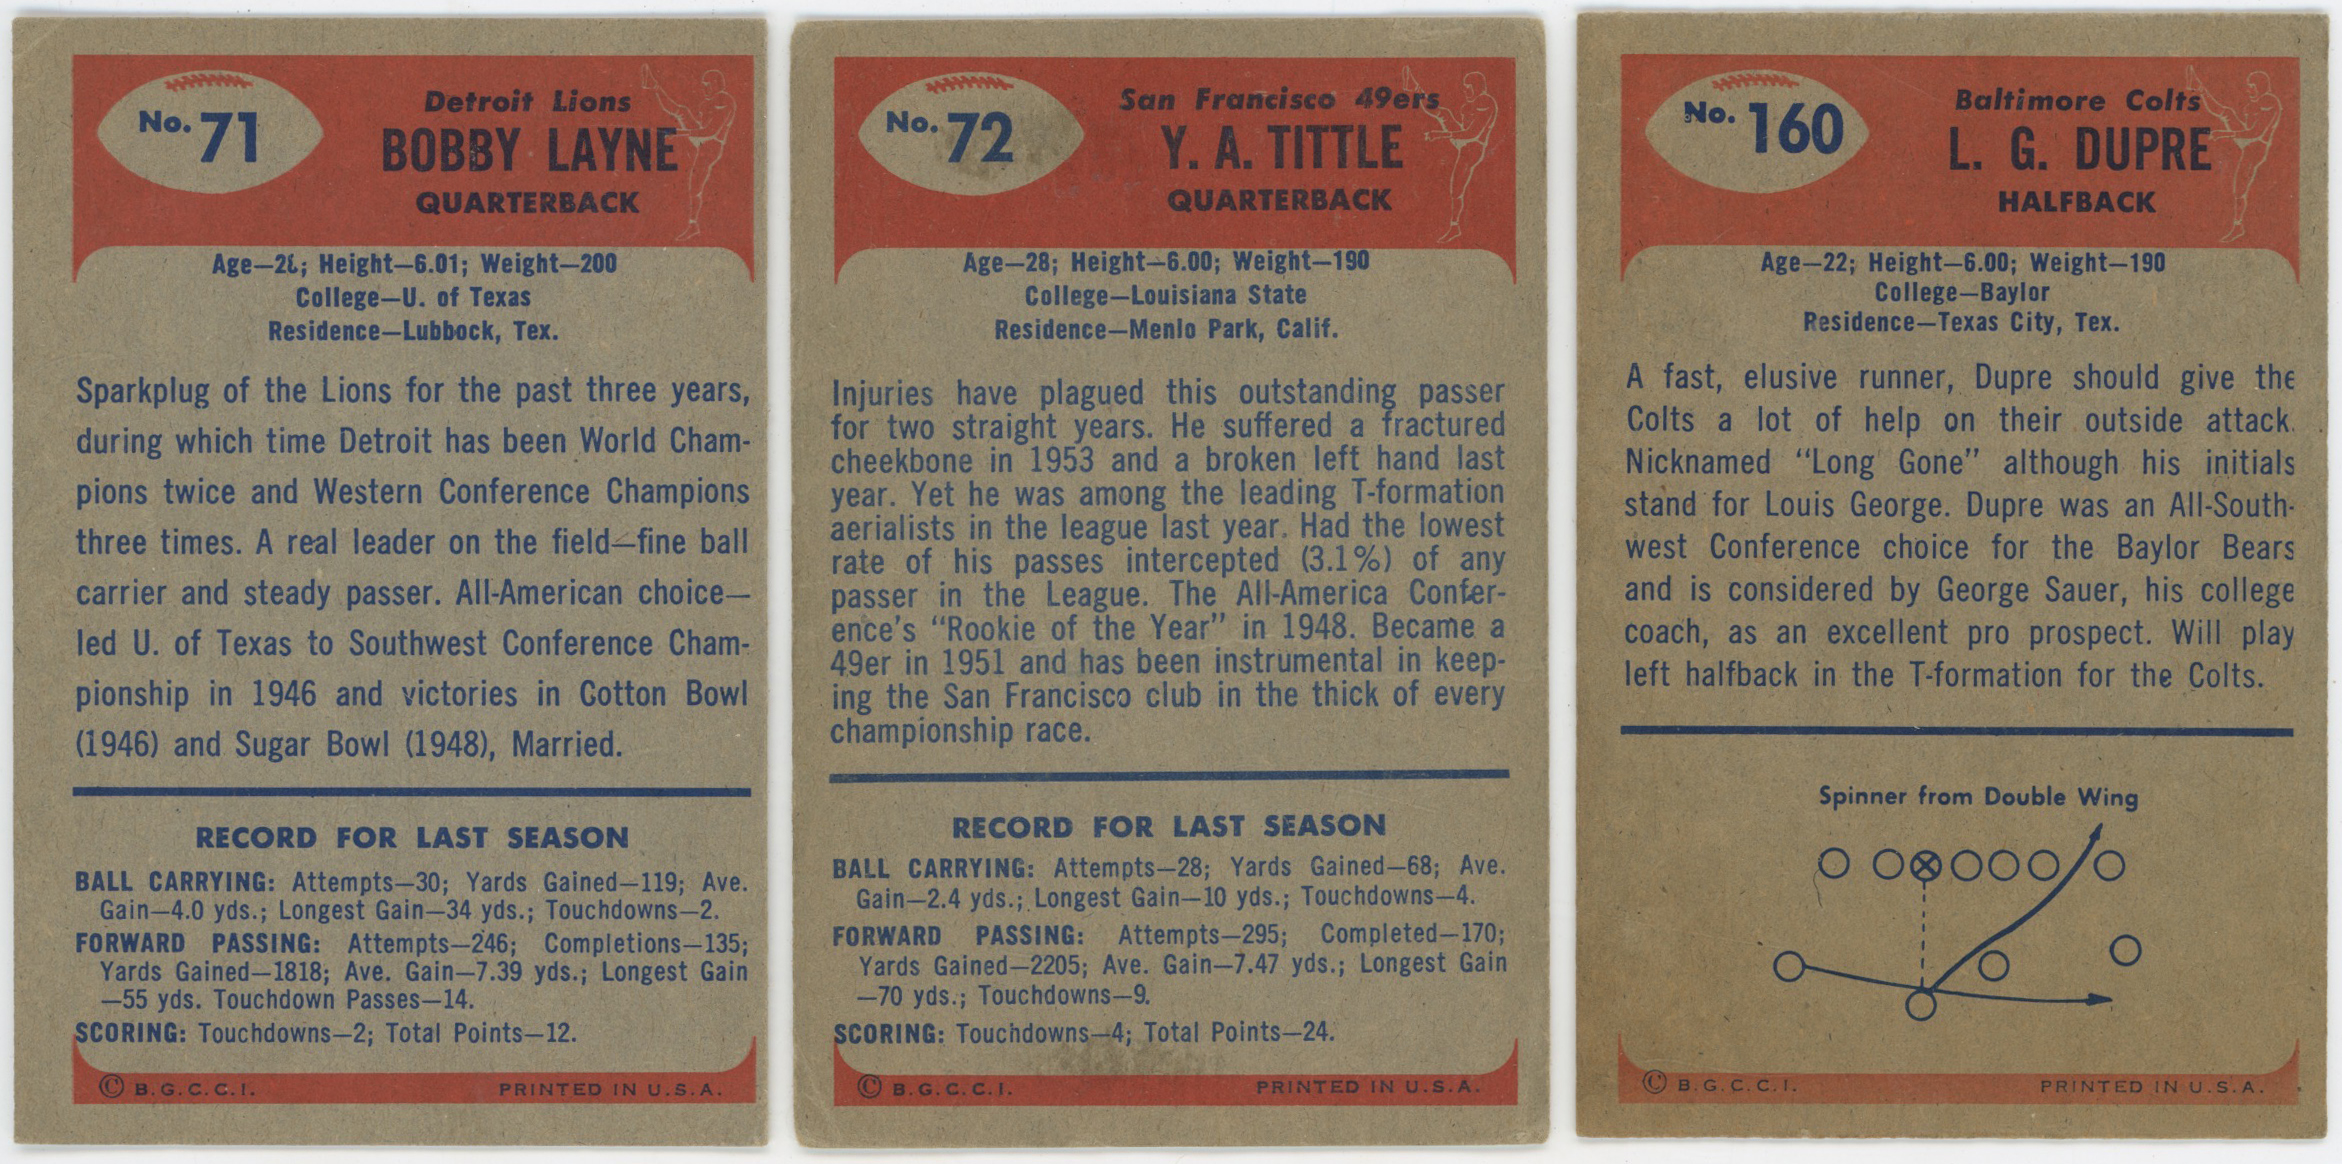 No. 71
Detroit Lions
BOBBY LAYNE
QUARTERBACK
Age—28; Height—6.01; Weight—200
College—U. of Texas
Residence—Lubbock, Tex.
Sparkplug of the Lions for the past three years,
during which time Detroit has been World Cham-
pions twice and Western Conference Champions
three times. A real leader on the field—fine ball
carrier and steady passer. All-American choice—
led U. of Texas to Southwest Conference Cham-
pionship in 1946 and victories in Cotton Bowl
(1946) and Sugar Bowl (1948), Married.
RECORD FOR LAST SEASON
BALL CARRYING: Attempts—30; Yards Gained—119; Ave.
Gain—4.0 yds.; Longest Gain—34 yds.; Touchdowns—2.
FORWARD PASSING: Attempts—246; Completions—135;
Yards Gained—1818; Ave. Gain—7.39 yds.; Longest Gain
—55 yds. Touchdown Passes—14.
SCORING: Touchdowns—2; Total Points—12.
© B.G.C.C.I. PRINTED IN U.S.A.
No. 72
San Francisco 49ers
Y. A. TITTLE
QUARTERBACK
Age—28; Height—6.00; Weight—190
College—Louisiana State
Residence—Menlo Park, Calif.
Injuries have plagued this outstanding passer
for two straight years. He suffered a fractured
cheekbone in 1953 and a broken left hand last
year. Yet he was among the leading T-formation
aerialists in the league last year. Had the lowest
rate of his passes intercepted (3.1%) of any
passer in the League. The All-America Confer-
ence's “Rookie of the Year” in 1948. Became a
49er in 1951 and has been instrumental in keep-
ing the San Francisco club in the thick of every
championship race.
RECORD FOR LAST SEASON
BALL CARRYING: Attempts—28; Yards Gained—68; Ave.
Gain—2.4 yds.; Longest Gain—10 yds.; Touchdowns—4.
FORWARD PASSING: Attempts—295; Completed—170;
Yards Gained—2205; Ave. Gain—7.47 yds.; Longest Gain
—70 yds.; Touchdowns—9.
SCORING: Touchdowns—4; Total Points—24.
© B.G.C.C.I. PRINTED IN U.S.A.
No. 160
Baltimore Colts
L. G. DUPRE
HALFBACK
Age—22; Height—6.00; Weight—190
College—Baylor
Residence—Texas City, Tex.
A fast, elusive runner, Dupre should give the
Colts a lot of help on their outside attack.
Nicknamed “Long Gone” although his initials
stand for Louis George. Dupre was an All-South-
west Conference choice for the Baylor Bears
and is considered by George Sauer, his college
coach, as an excellent pro prospect. Will play
left halfback in the T-formation for the Colts.
Spinner from Double Wing
© B.G.C.C.I. PRINTED IN U.S.A.